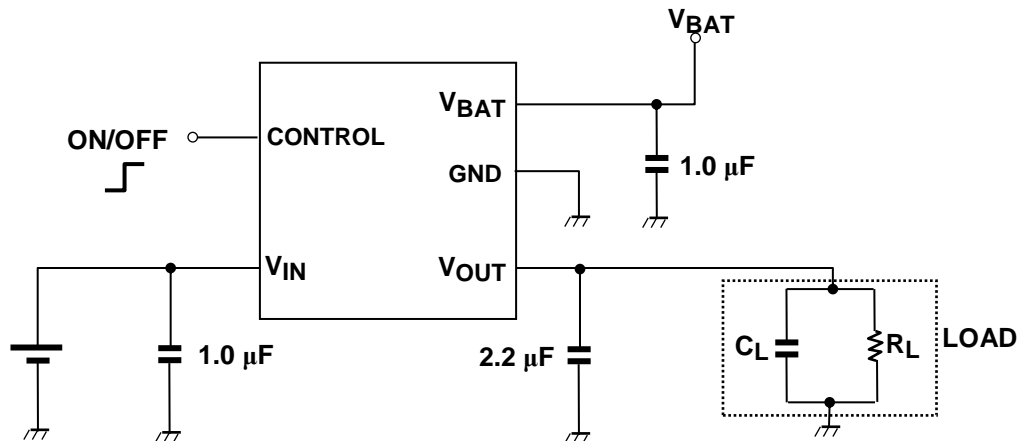 VBAT
VBAT
ON/OFF
CONTROL
1.0 μF
GND
VIN
VOUT
1.0 μF
2.2 μF
CL
RL
LOAD